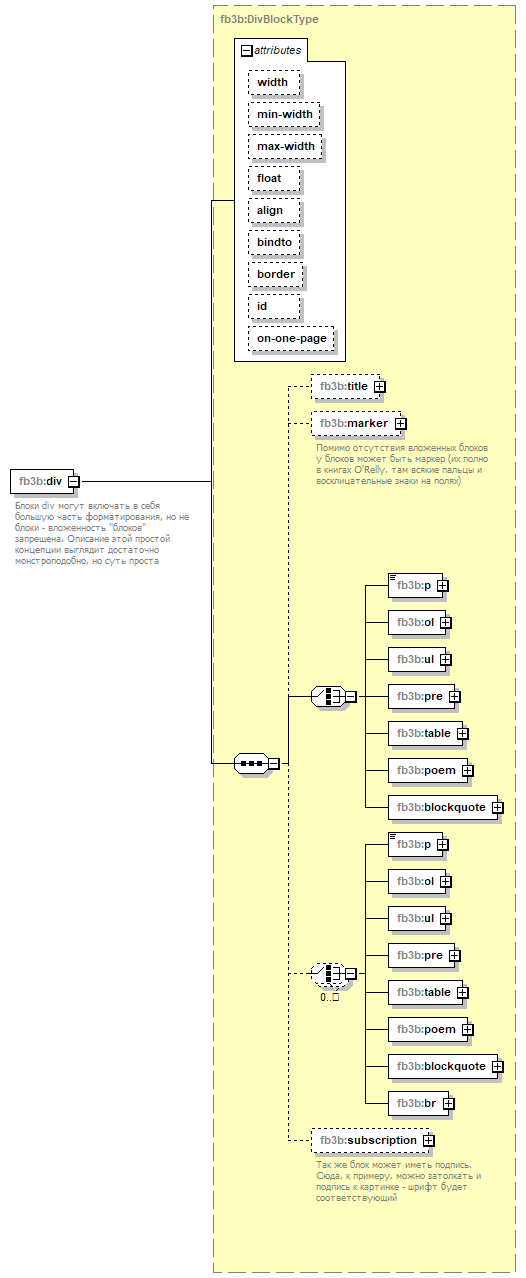 fb3b:DivBlockType
attributes
width
min-width
max-width
float
align
bindto
border
id
on-one-page
fb3b:title
fb3b:marker
Помимо отсутствия вложенных блоков
у блоков может быть маркер (их полно
в книгах O'Relly, там всякие пальцы и
восклицательные знаки на полях)
fb3b:div
Блоки div могут включать в себя
большую часть форматирования, но не
блоки - вложенность "блоков"
запрещена. Описание этой простой
концепции выглядит достаточно
монстроподобно, но суть проста
fb3b:p
fb3b:ol
fb3b:ul
fb3b:pre
fb3b:table
fb3b:poem
fb3b:blockquote
fb3b:p
fb3b:ol
fb3b:ul
fb3b:pre
fb3b:table
fb3b:poem
fb3b:blockquote
fb3b:br
0..
fb3b:subscription
Так же блок может иметь подпись.
Сюда, к примеру, можно затолкать и
подпись к картинке - шрифт будет
соответствующий